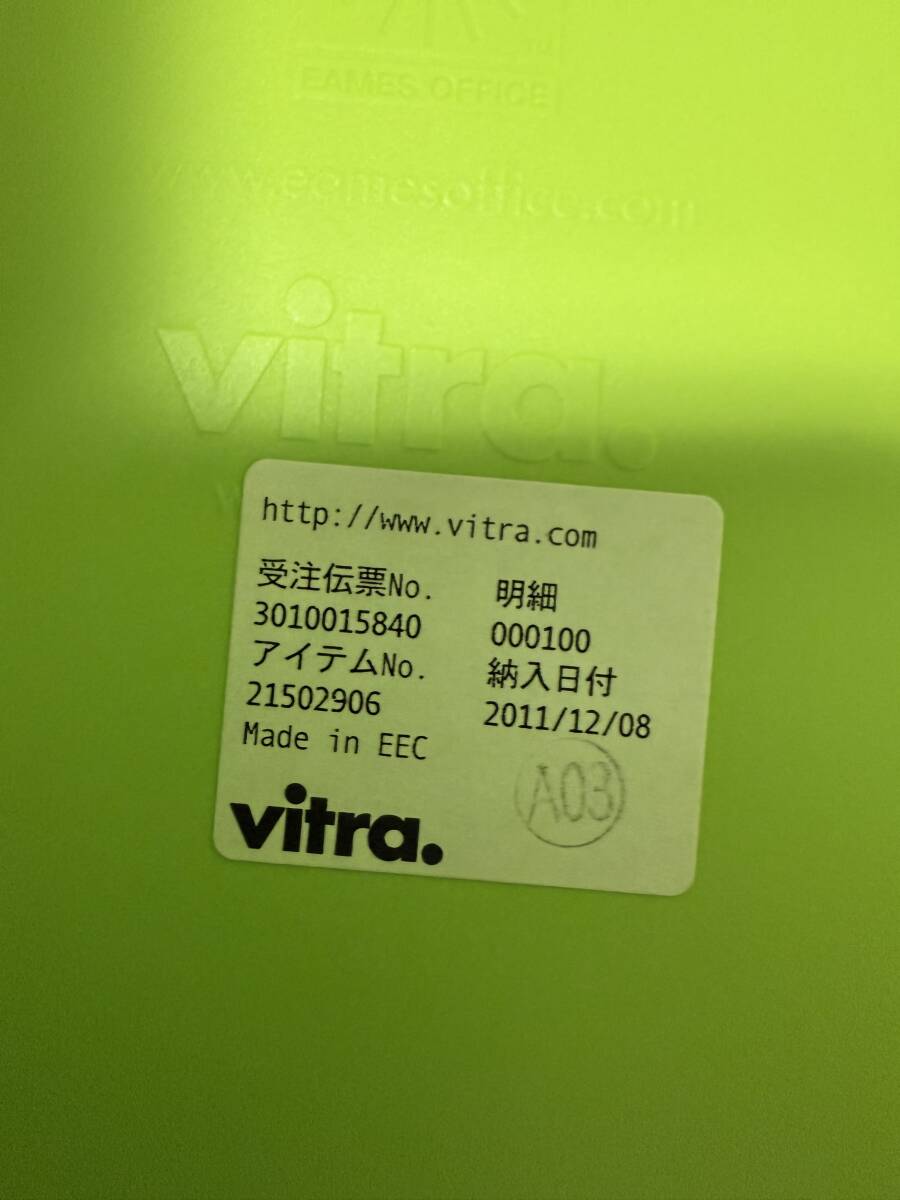 TM
EAMES OFFICE
www.eamesoffice.com
vitra.
http://www.vitra.com
受注伝票No. 明細
3010015840 000100
アイテムNo. 納入日付
21502906 2011/12/08
Made in EEC
A03
vitra.